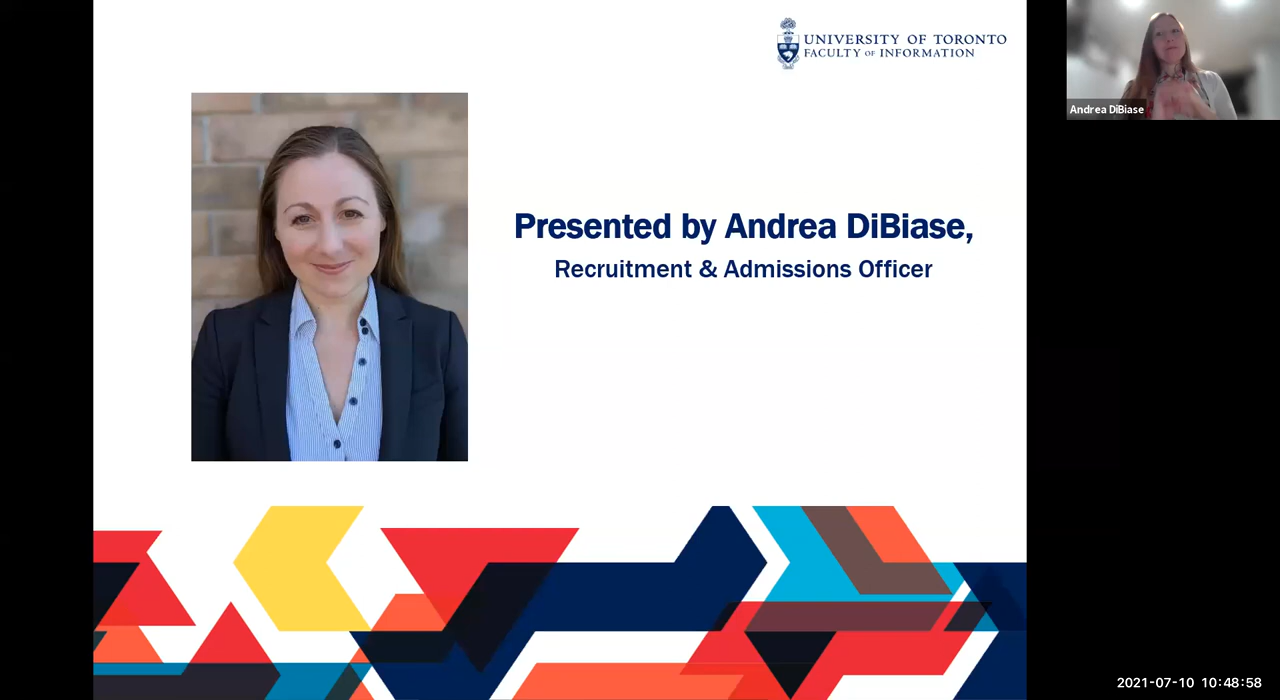 UNIVERSITY OF TORONTO
FACULTY OF INFORMATION
Andrea DiBiase
Presented by Andrea DiBiase,
Recruitment & Admissions Officer
2021-07-10 10:48:58